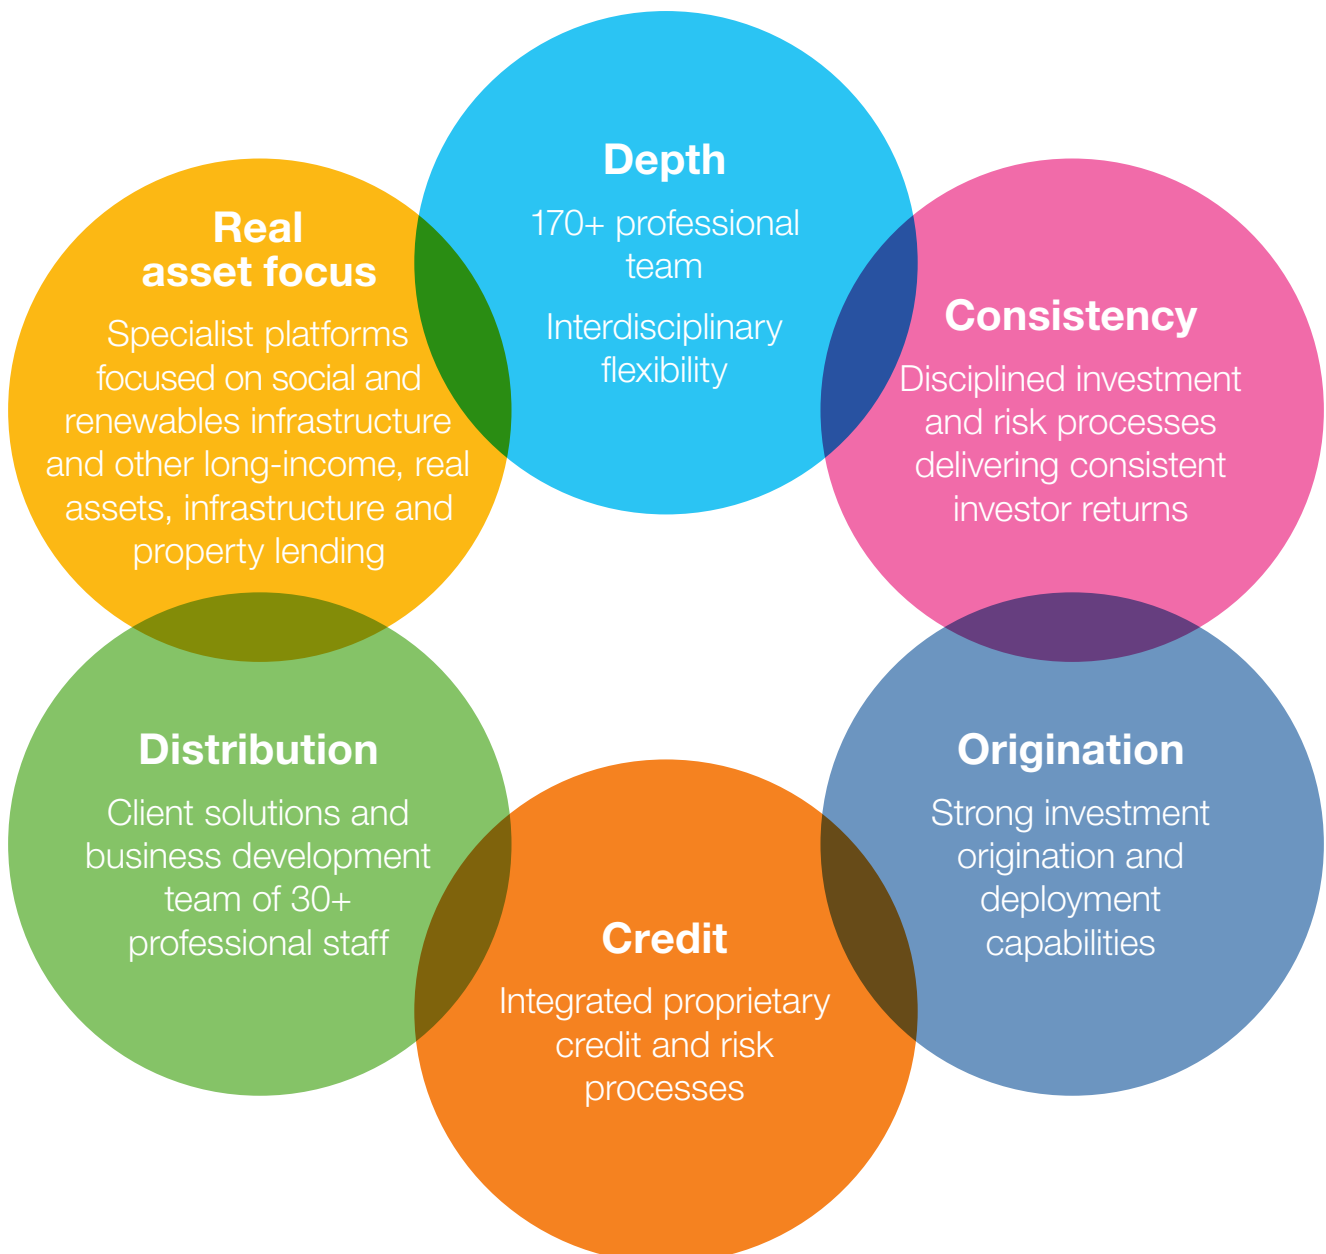 Depth
170+ professional
team
Interdisciplinary
flexibility
Consistency
Disciplined investment
and risk processes
delivering consistent
investor returns
Origination
Strong investment
origination and
deployment
capabilities
Credit
Integrated proprietary
credit and risk
processes
Distribution
Client solutions and
business development
team of 30+
professional staff
Real
asset focus
Specialist platforms
focused on social and
renewables infrastructure
and other long-income, real
assets, infrastructure and
property lending